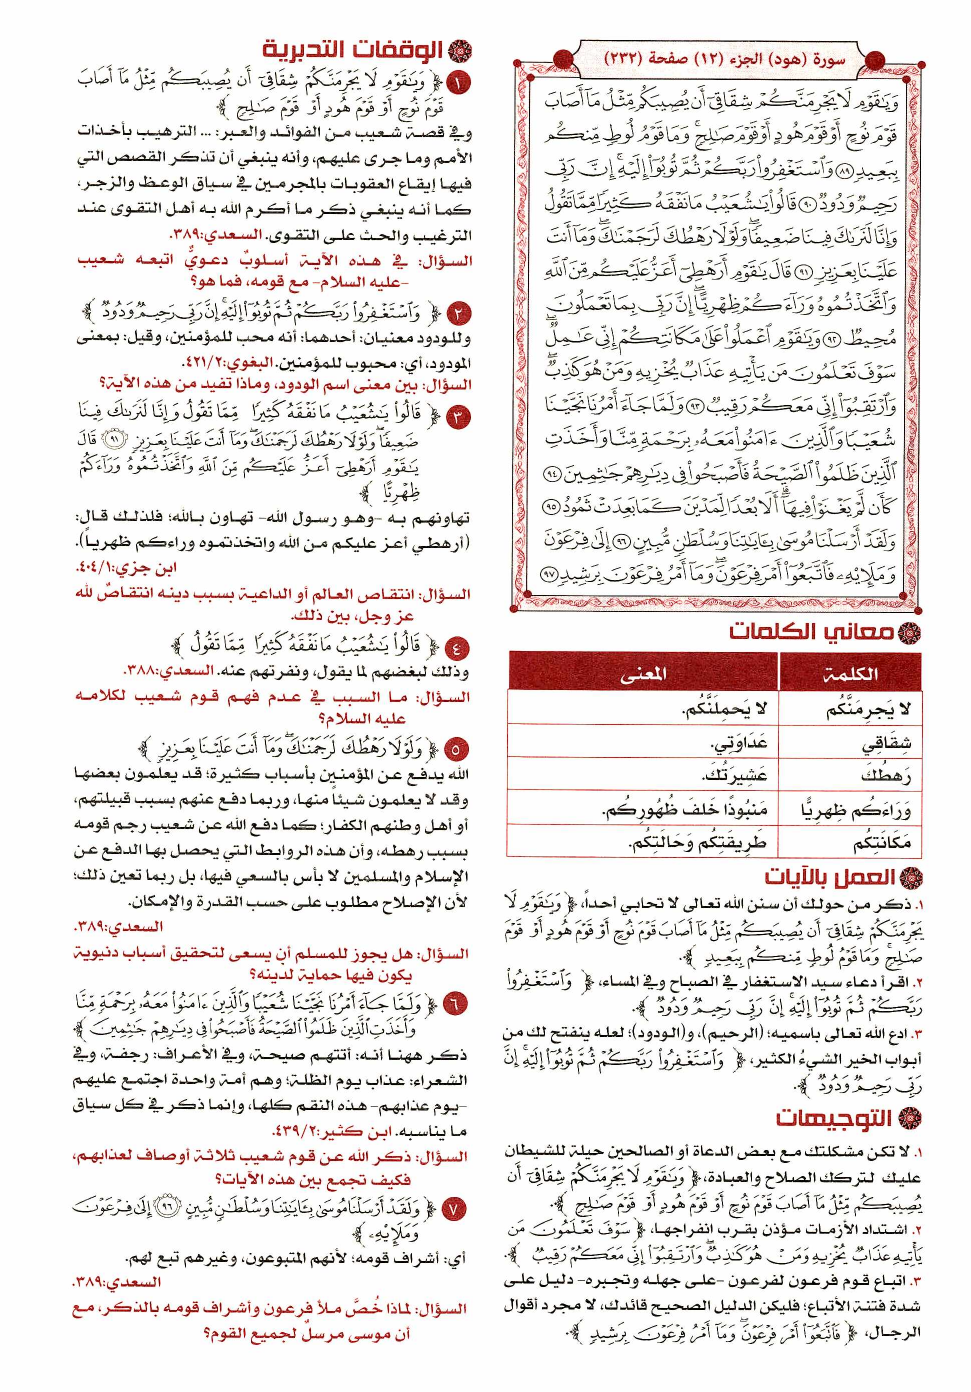 سورة (هود) الجزء (١٢) صفحة (٢٣٢)
وَيَٰقَوْمِ لَا يَجْرِمَنَّكُمْ شِقَاقِىٓ أَن يُصِيبَكُم مِّثْلُ مَآ أَصَابَ
قَوْمَ نُوحٍ أَوْ قَوْمَ هُودٍ أَوْ قَوْمَ صَٰلِحٍ ۚ وَمَا قَوْمُ لُوطٍ مِّنكُم
بِبَعِيدٍ ٨٩ وَٱسْتَغْفِرُوا۟ رَبَّكُمْ ثُمَّ تُوبُوٓا۟ إِلَيْهِ ۚ إِنَّ رَبِّى
رَحِيمٌ وَدُودٌ ٩٠ قَالُوا۟ يَٰشُعَيْبُ مَا نَفْقَهُ كَثِيرًا مِّمَّا تَقُولُ
وَإِنَّا لَنَرَىٰكَ فِينَا ضَعِيفًا ۖ وَلَوْلَا رَهْطُكَ لَرَجَمْنَٰكَ ۖ وَمَآ أَنتَ
عَلَيْنَا بِعَزِيزٍ ٩١ قَالَ يَٰقَوْمِ أَرَهْطِىٓ أَعَزُّ عَلَيْكُم مِّنَ ٱللَّهِ
وَٱتَّخَذْتُمُوهُ وَرَآءَكُمْ ظِهْرِيًّا ۖ إِنَّ رَبِّى بِمَا تَعْمَلُونَ
مُحِيطٌ ٩٢ وَيَٰقَوْمِ ٱعْمَلُوا۟ عَلَىٰ مَكَانَتِكُمْ إِنِّى عَٰمِلٌ ۖ
سَوْفَ تَعْلَمُونَ مَن يَأْتِيهِ عَذَابٌ يُخْزِيهِ وَمَنْ هُوَ كَٰذِبٌ ۖ
وَٱرْتَقِبُوٓا۟ إِنِّى مَعَكُمْ رَقِيبٌ ٩٣ وَلَمَّا جَآءَ أَمْرُنَا نَجَّيْنَا
شُعَيْبًا وَٱلَّذِينَ ءَامَنُوا۟ مَعَهُۥ بِرَحْمَةٍ مِّنَّا وَأَخَذَتِ
ٱلَّذِينَ ظَلَمُوا۟ ٱلصَّيْحَةُ فَأَصْبَحُوا۟ فِى دِيَٰرِهِمْ جَٰثِمِينَ ٩٤
كَأَن لَّمْ يَغْنَوْا۟ فِيهَآ ۗ أَلَا بُعْدًا لِّمَدْيَنَ كَمَا بَعِدَتْ ثَمُودُ ٩٥
وَلَقَدْ أَرْسَلْنَا مُوسَىٰ بِـَٔايَٰتِنَا وَسُلْطَٰنٍ مُّبِينٍ ٩٦ إِلَىٰ فِرْعَوْنَ
وَمَلَإِيْهِۦ فَٱتَّبَعُوٓا۟ أَمْرَ فِرْعَوْنَ ۖ وَمَآ أَمْرُ فِرْعَوْنَ بِرَشِيدٍ ٩٧
معاني الكلمات
الكلمة المعنى
لا يَجرِمَنَّكُم لا يَحمِلَنَّكُم.
شِقَاقِي عَدَاوَتِي.
رَهطُكَ عَشِيرَتُكَ.
وَرَاءَكُم ظِهرِيًّا مَنبُوذًا خَلفَ ظُهُورِكُم.
مَكَانَتِكُم طَرِيقَتِكُم وَحَالَتِكُم.
العمل بالآيات
١. ذكر من حولك أن سنن الله تعالى لا تحابي أحداً، ﴿ وَيَٰقَوْمِ لَا
يَجْرِمَنَّكُمْ شِقَاقِىٓ أَن يُصِيبَكُم مِّثْلُ مَآ أَصَابَ قَوْمَ نُوحٍ أَوْ قَوْمَ هُودٍ أَوْ قَوْمَ
صَٰلِحٍ ۚ وَمَا قَوْمُ لُوطٍ مِّنكُم بِبَعِيدٍ ﴾.
٢. اقرأ دعاء سيد الاستغفار في الصباح وفي المساء، ﴿ وَٱسْتَغْفِرُوا۟
رَبَّكُمْ ثُمَّ تُوبُوٓا۟ إِلَيْهِ ۚ إِنَّ رَبِّى رَحِيمٌ وَدُودٌ ﴾.
٣. ادع الله تعالى باسميه؛ (الرحيم)، و(الودود)؛ لعله ينفتح لك من
أبواب الخير الشيءُ الكثير، ﴿ وَٱسْتَغْفِرُوا۟ رَبَّكُمْ ثُمَّ تُوبُوٓا۟ إِلَيْهِ ۚ إِنَّ
رَبِّى رَحِيمٌ وَدُودٌ ﴾.
التوجيهات
١. لا تكن مشكلتك مع بعض الدعاة أو الصالحين حيلة للشيطان
عليك لتركك الصلاح والعبادة، ﴿ وَيَٰقَوْمِ لَا يَجْرِمَنَّكُمْ شِقَاقِىٓ أَن
يُصِيبَكُم مِّثْلُ مَآ أَصَابَ قَوْمَ نُوحٍ أَوْ قَوْمَ هُودٍ أَوْ قَوْمَ صَٰلِحٍ ﴾.
٢. اشتداد الأزمات مؤذن بقرب انفراجها، ﴿ سَوْفَ تَعْلَمُونَ مَن
يَأْتِيهِ عَذَابٌ يُخْزِيهِ وَمَنْ هُوَ كَٰذِبٌ ۖ وَٱرْتَقِبُوٓا۟ إِنِّى مَعَكُمْ رَقِيبٌ ﴾.
٣. اتباع قوم فرعون لفرعون -على جهله وتجبره- دليل على
شدة فتنة الأتباع؛ فليكن الدليل الصحيح قائدك، لا مجرد أقوال
الرجال، ﴿ فَٱتَّبَعُوٓا۟ أَمْرَ فِرْعَوْنَ ۖ وَمَآ أَمْرُ فِرْعَوْنَ بِرَشِيدٍ ﴾.
الوقفات التدبرية
١ ﴿ وَيَٰقَوْمِ لَا يَجْرِمَنَّكُمْ شِقَاقِىٓ أَن يُصِيبَكُم مِّثْلُ مَآ أَصَابَ
قَوْمَ نُوحٍ أَوْ قَوْمَ هُودٍ أَوْ قَوْمَ صَٰلِحٍ ﴾
وفي قصة شعيب من الفوائد والعبر: ... الترهيب بأخذات
الأمم وما جرى عليهم، وأنه ينبغي أن تذكر القصص التي
فيها إيقاع العقوبات بالمجرمين في سياق الوعظ والزجر،
كما أنه ينبغي ذكر ما أكرم الله به أهل التقوى عند
الترغيب والحث على التقوى. السعدي:٣٨٩.
السؤال: في هذه الآية أسلوبٌ دعويٌّ اتبعه شعيب
-عليه السلام- مع قومه، فما هو؟
٢ ﴿ وَٱسْتَغْفِرُوا۟ رَبَّكُمْ ثُمَّ تُوبُوٓا۟ إِلَيْهِ ۚ إِنَّ رَبِّى رَحِيمٌ وَدُودٌ ﴾
وللودود معنيان: أحدهما: أنه محب للمؤمنين، وقيل: بمعنى
المودود، أي: محبوب للمؤمنين. البغوي:٤٢١/٢.
السؤال: بين معنى اسم الودود، وماذا تفيد من هذه الآية؟
٣ ﴿ قَالُوا۟ يَٰشُعَيْبُ مَا نَفْقَهُ كَثِيرًا مِّمَّا تَقُولُ وَإِنَّا لَنَرَىٰكَ فِينَا
ضَعِيفًا ۖ وَلَوْلَا رَهْطُكَ لَرَجَمْنَٰكَ ۖ وَمَآ أَنتَ عَلَيْنَا بِعَزِيزٍ ٩١ قَالَ
يَٰقَوْمِ أَرَهْطِىٓ أَعَزُّ عَلَيْكُم مِّنَ ٱللَّهِ وَٱتَّخَذْتُمُوهُ وَرَآءَكُمْ
ظِهْرِيًّا ﴾
تهاونهم به -وهو رسول الله- تهاون بالله؛ فلذلك قال:
(أرهطي أعز عليكم من الله واتخذتموه وراءكم ظهرياً).
ابن جزي:٤٠٤/١.
السؤال: انتقاص العالم أو الداعية بسبب دينه انتقاصٌ لله
عز وجل، بين ذلك.
٤ ﴿ قَالُوا۟ يَٰشُعَيْبُ مَا نَفْقَهُ كَثِيرًا مِّمَّا تَقُولُ ﴾
وذلك لبغضهم لما يقول، ونفرتهم عنه. السعدي:٣٨٨.
السؤال: ما السبب في عدم فهم قوم شعيب لكلامه
عليه السلام؟
٥ ﴿ وَلَوْلَا رَهْطُكَ لَرَجَمْنَٰكَ ۖ وَمَآ أَنتَ عَلَيْنَا بِعَزِيزٍ ﴾
الله يدفع عن المؤمنين بأسباب كثيرة؛ قد يعلمون بعضها
وقد لا يعلمون شيئاً منها، وربما دفع عنهم بسبب قبيلتهم،
أو أهل وطنهم الكفار؛ كما دفع الله عن شعيب رجم قومه
بسبب رهطه، وأن هذه الروابط التي يحصل بها الدفع عن
الإسلام والمسلمين لا بأس بالسعي فيها، بل ربما تعين ذلك؛
لأن الإصلاح مطلوب على حسب القدرة والإمكان.
السعدي:٣٨٩.
السؤال: هل يجوز للمسلم أن يسعى لتحقيق أسباب دنيوية
يكون فيها حماية لدينه؟
٦ ﴿ وَلَمَّا جَآءَ أَمْرُنَا نَجَّيْنَا شُعَيْبًا وَٱلَّذِينَ ءَامَنُوا۟ مَعَهُۥ بِرَحْمَةٍ مِّنَّا
وَأَخَذَتِ ٱلَّذِينَ ظَلَمُوا۟ ٱلصَّيْحَةُ فَأَصْبَحُوا۟ فِى دِيَٰرِهِمْ جَٰثِمِينَ ﴾
ذكر ههنا أنه: أتتهم صيحة، وفي الأعراف: رجفة، وفي
الشعراء: عذاب يوم الظلة؛ وهم أمة واحدة اجتمع عليهم
-يوم عذابهم- هذه النقم كلها، وإنما ذكر في كل سياق
ما يناسبه. ابن كثير:٤٣٩/٢.
السؤال: ذكر الله عن قوم شعيب ثلاثة أوصاف لعذابهم،
فكيف تجمع بين هذه الآيات؟
٧ ﴿ وَلَقَدْ أَرْسَلْنَا مُوسَىٰ بِـَٔايَٰتِنَا وَسُلْطَٰنٍ مُّبِينٍ ٩٦ إِلَىٰ فِرْعَوْنَ
وَمَلَإِيْهِۦ ﴾
أي: أشراف قومه؛ لأنهم المتبوعون، وغيرهم تبع لهم.
السعدي:٣٨٩.
السؤال: لماذا خُصَّ ملأ فرعون وأشراف قومه بالذكر، مع
أن موسى مرسلٌ لجميع القوم؟